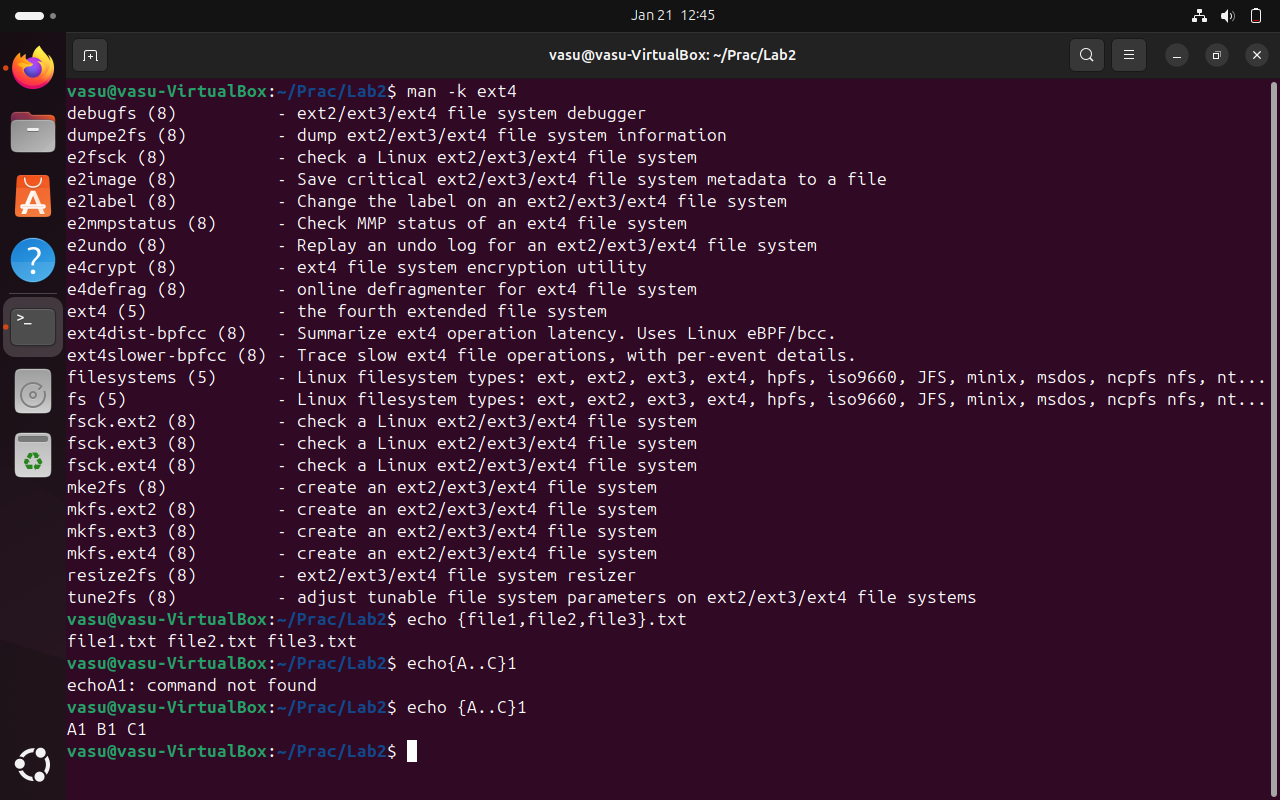 Jan 21 12:45
vasu@vasu-VirtualBox: ~/Prac/Lab2
vasu@vasu-VirtualBox:~/Prac/Lab2$ man -k ext4
debugfs (8)          - ext2/ext3/ext4 file system debugger
dumpe2fs (8)         - dump ext2/ext3/ext4 file system information
e2fsck (8)           - check a Linux ext2/ext3/ext4 file system
e2image (8)          - Save critical ext2/ext3/ext4 file system metadata to a file
e2label (8)          - Change the label on an ext2/ext3/ext4 file system
e2mmpstatus (8)      - Check MMP status of an ext4 file system
e2undo (8)           - Replay an undo log for an ext2/ext3/ext4 file system
e4crypt (8)          - ext4 file system encryption utility
e4defrag (8)         - online defragmenter for ext4 file system
ext4 (5)             - the fourth extended file system
ext4dist-bpfcc (8)   - Summarize ext4 operation latency. Uses Linux eBPF/bcc.
ext4slower-bpfcc (8) - Trace slow ext4 file operations, with per-event details.
filesystems (5)      - Linux filesystem types: ext, ext2, ext3, ext4, hpfs, iso9660, JFS, minix, msdos, ncpfs nfs, nt...
fs (5)               - Linux filesystem types: ext, ext2, ext3, ext4, hpfs, iso9660, JFS, minix, msdos, ncpfs nfs, nt...
fsck.ext2 (8)        - check a Linux ext2/ext3/ext4 file system
fsck.ext3 (8)        - check a Linux ext2/ext3/ext4 file system
fsck.ext4 (8)        - check a Linux ext2/ext3/ext4 file system
mke2fs (8)           - create an ext2/ext3/ext4 file system
mkfs.ext2 (8)        - create an ext2/ext3/ext4 file system
mkfs.ext3 (8)        - create an ext2/ext3/ext4 file system
mkfs.ext4 (8)        - create an ext2/ext3/ext4 file system
resize2fs (8)        - ext2/ext3/ext4 file system resizer
tune2fs (8)          - adjust tunable file system parameters on ext2/ext3/ext4 file systems
vasu@vasu-VirtualBox:~/Prac/Lab2$ echo {file1,file2,file3}.txt
file1.txt file2.txt file3.txt
vasu@vasu-VirtualBox:~/Prac/Lab2$ echo{A..C}1
echoA1: command not found
vasu@vasu-VirtualBox:~/Prac/Lab2$ echo {A..C}1
A1 B1 C1
vasu@vasu-VirtualBox:~/Prac/Lab2$